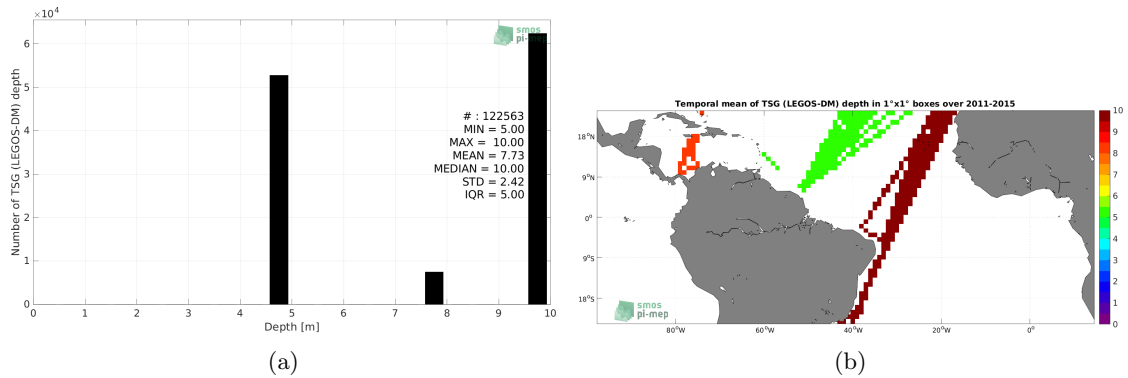 ×10⁴
6
5
4
3
2
1
0
Number of TSG (LEGOS-DM) depth
smos
pi-mep
# : 122563
MIN = 5.00
MAX = 10.00
MEAN = 7.73
MEDIAN = 10.00
STD = 2.42
IQR = 5.00
0 1 2 3 4 5 6 7 8 9 10
Depth [m]
(a)
Temporal mean of TSG (LEGOS-DM) depth in 1°x1° boxes over 2011-2015
18°N
9°N
0°
9°S
18°S
80°W 60°W 40°W 20°W 0°
smos
pi-mep
10
9
8
7
6
5
4
3
2
1
0
(b)